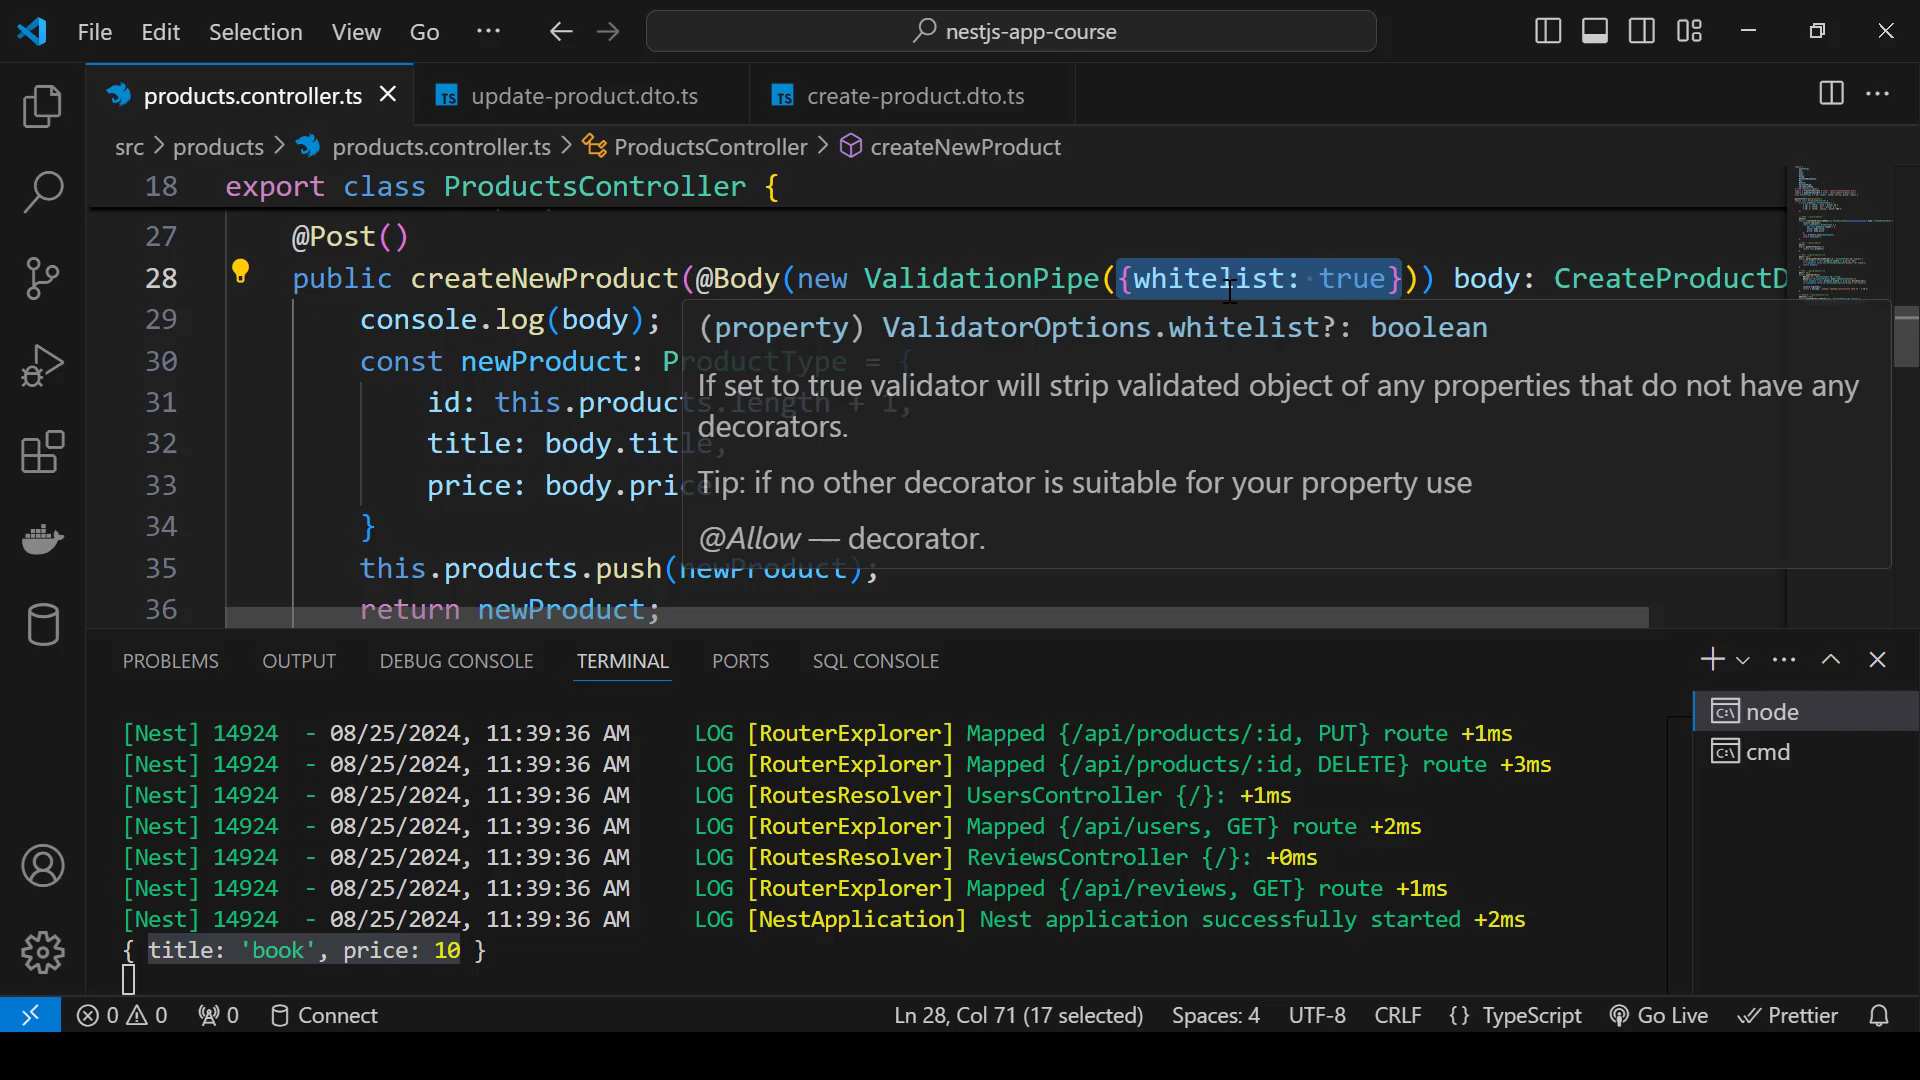 File Edit Selection View Go ··· nestjs-app-course
products.controller.ts TS update-product.dto.ts TS create-product.dto.ts
src > products > products.controller.ts > ProductsController > createNewProduct
18 export class ProductsController {
27 @Post()
28 public createNewProduct(@Body(new ValidationPipe({whitelist: true})) body: CreateProductD
29 console.log(body);
30 const newProduct: ProductType = {
31 id: this.products.length + 1,
32 title: body.title,
33 price: body.price
34 }
35 this.products.push(newProduct);
36 return newProduct;
(property) ValidatorOptions.whitelist?: boolean
If set to true validator will strip validated object of any properties that do not have any
decorators.
Tip: if no other decorator is suitable for your property use
@Allow — decorator.
PROBLEMS OUTPUT DEBUG CONSOLE TERMINAL PORTS SQL CONSOLE
[Nest] 14924 - 08/25/2024, 11:39:36 AM LOG [RouterExplorer] Mapped {/api/products/:id, PUT} route +1ms
[Nest] 14924 - 08/25/2024, 11:39:36 AM LOG [RouterExplorer] Mapped {/api/products/:id, DELETE} route +3ms
[Nest] 14924 - 08/25/2024, 11:39:36 AM LOG [RoutesResolver] UsersController {/}: +1ms
[Nest] 14924 - 08/25/2024, 11:39:36 AM LOG [RouterExplorer] Mapped {/api/users, GET} route +2ms
[Nest] 14924 - 08/25/2024, 11:39:36 AM LOG [RoutesResolver] ReviewsController {/}: +0ms
[Nest] 14924 - 08/25/2024, 11:39:36 AM LOG [RouterExplorer] Mapped {/api/reviews, GET} route +1ms
[Nest] 14924 - 08/25/2024, 11:39:36 AM LOG [NestApplication] Nest application successfully started +2ms
{ title: 'book', price: 10 }
node
cmd
0 0 0 Connect Ln 28, Col 71 (17 selected) Spaces: 4 UTF-8 CRLF {} TypeScript Go Live Prettier